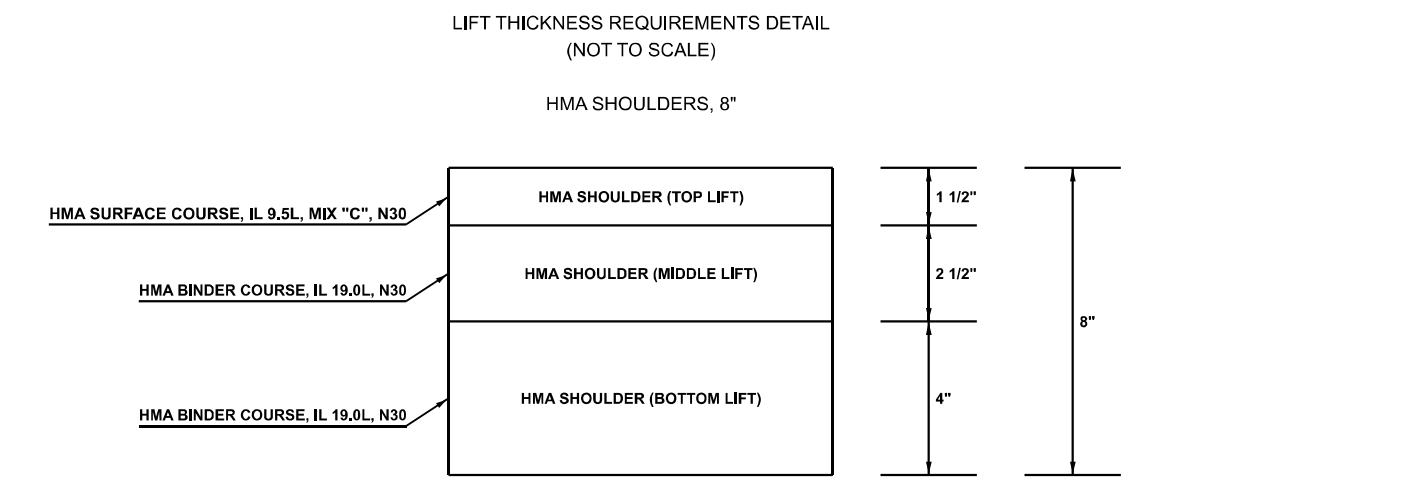 LIFT THICKNESS REQUIREMENTS DETAIL
(NOT TO SCALE)
HMA SHOULDERS, 8"
HMA SURFACE COURSE, IL 9.5L, MIX "C", N30
HMA SHOULDER (TOP LIFT)
1 1/2"
HMA BINDER COURSE, IL 19.0L, N30
HMA SHOULDER (MIDDLE LIFT)
2 1/2"
8"
HMA BINDER COURSE, IL 19.0L, N30
HMA SHOULDER (BOTTOM LIFT)
4"